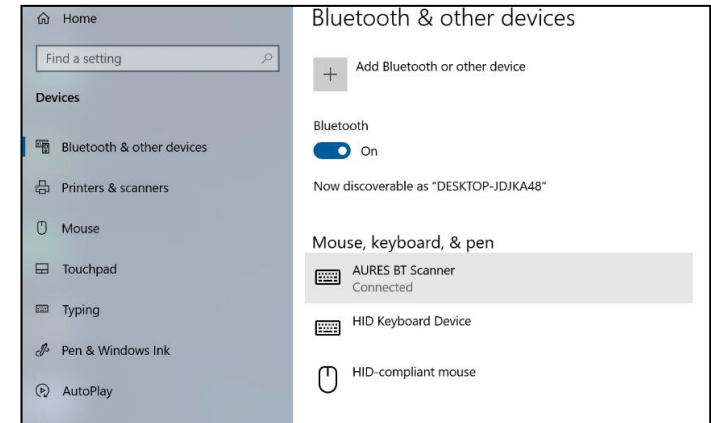 Home
Find a setting
Devices
Bluetooth & other devices
Printers & scanners
Mouse
Touchpad
Typing
Pen & Windows Ink
AutoPlay
Bluetooth & other devices
Add Bluetooth or other device
Bluetooth
On
Now discoverable as "DESKTOP-JDJKA48"
Mouse, keyboard, & pen
AURES BT Scanner
Connected
HID Keyboard Device
HID-compliant mouse